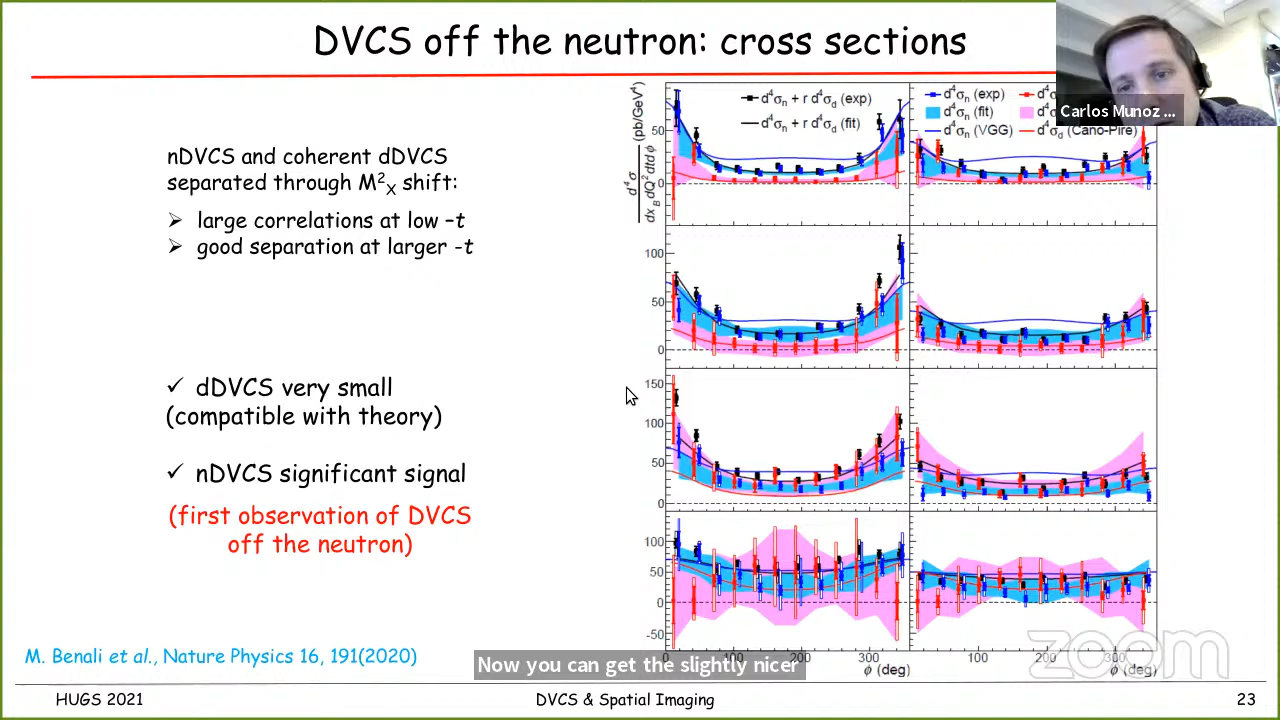 DVCS off the neutron: cross sections
Carlos Munoz ...
nDVCS and coherent dDVCS
separated through M²X shift:
➢ large correlations at low –t
➢ good separation at larger -t
✓ dDVCS very small
(compatible with theory)
✓ nDVCS significant signal
(first observation of DVCS
off the neutron)
M. Benali et al., Nature Physics 16, 191(2020)
d⁴σn + r d⁴σd (exp)
d⁴σn + r d⁴σd (fit)
d⁴σn (exp)
d⁴σn (fit)
d⁴σn (VGG)
d⁴σd (Cano-Pire)
d⁴σ
dxB dQ² dtdϕ
(pb/GeV⁴)
50
0
100
50
0
150
100
50
0
100
50
0
-50
0 100 200 300
100 200 300
ϕ (deg)
ϕ (deg)
zoom
Now you can get the slightly nicer
HUGS 2021
DVCS & Spatial Imaging
23